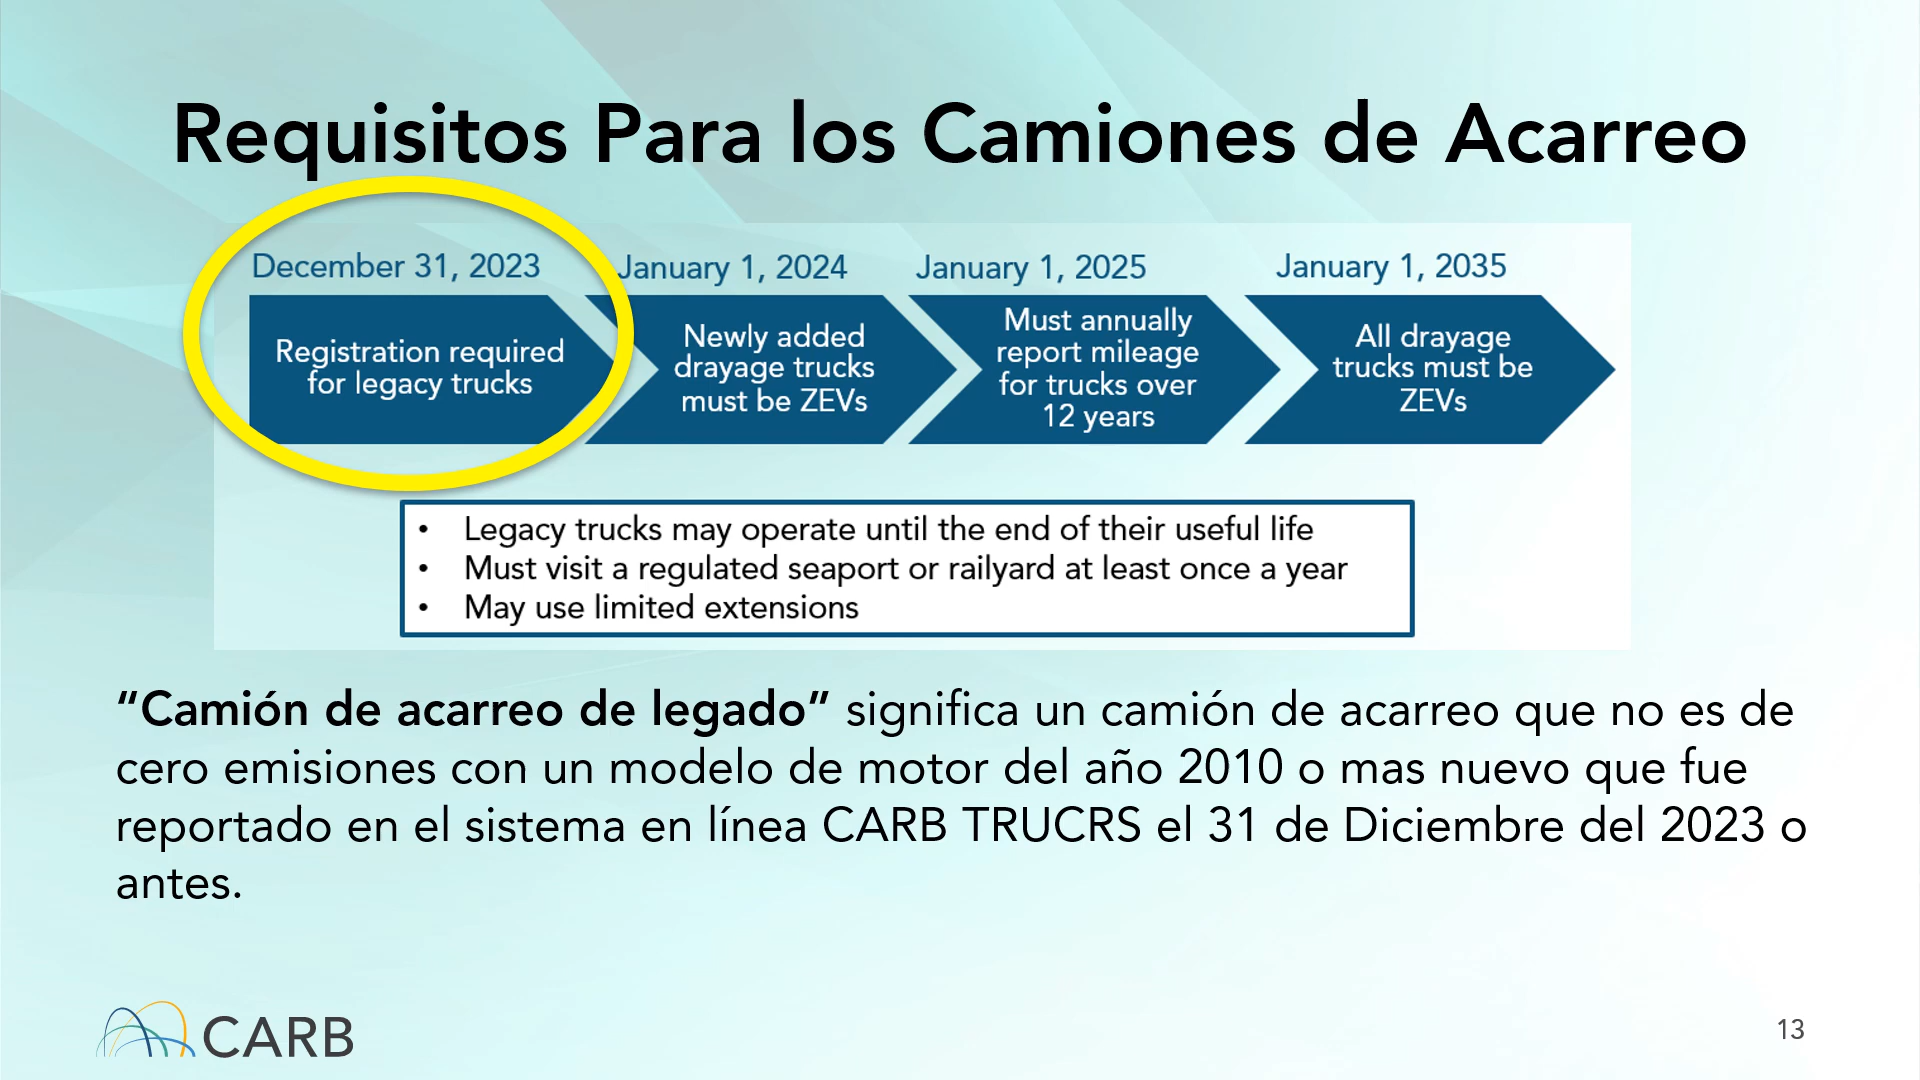 Requisitos Para los Camiones de Acarreo
December 31, 2023
January 1, 2024
January 1, 2025
January 1, 2035
Registration required
for legacy trucks
Newly added
drayage trucks
must be ZEVs
Must annually
report mileage
for trucks over
12 years
All drayage
trucks must be
ZEVs
• Legacy trucks may operate until the end of their useful life
• Must visit a regulated seaport or railyard at least once a year
• May use limited extensions
“Camión de acarreo de legado” significa un camión de acarreo que no es de
cero emisiones con un modelo de motor del año 2010 o mas nuevo que fue
reportado en el sistema en línea CARB TRUCRS el 31 de Diciembre del 2023 o
antes.
CARB
13